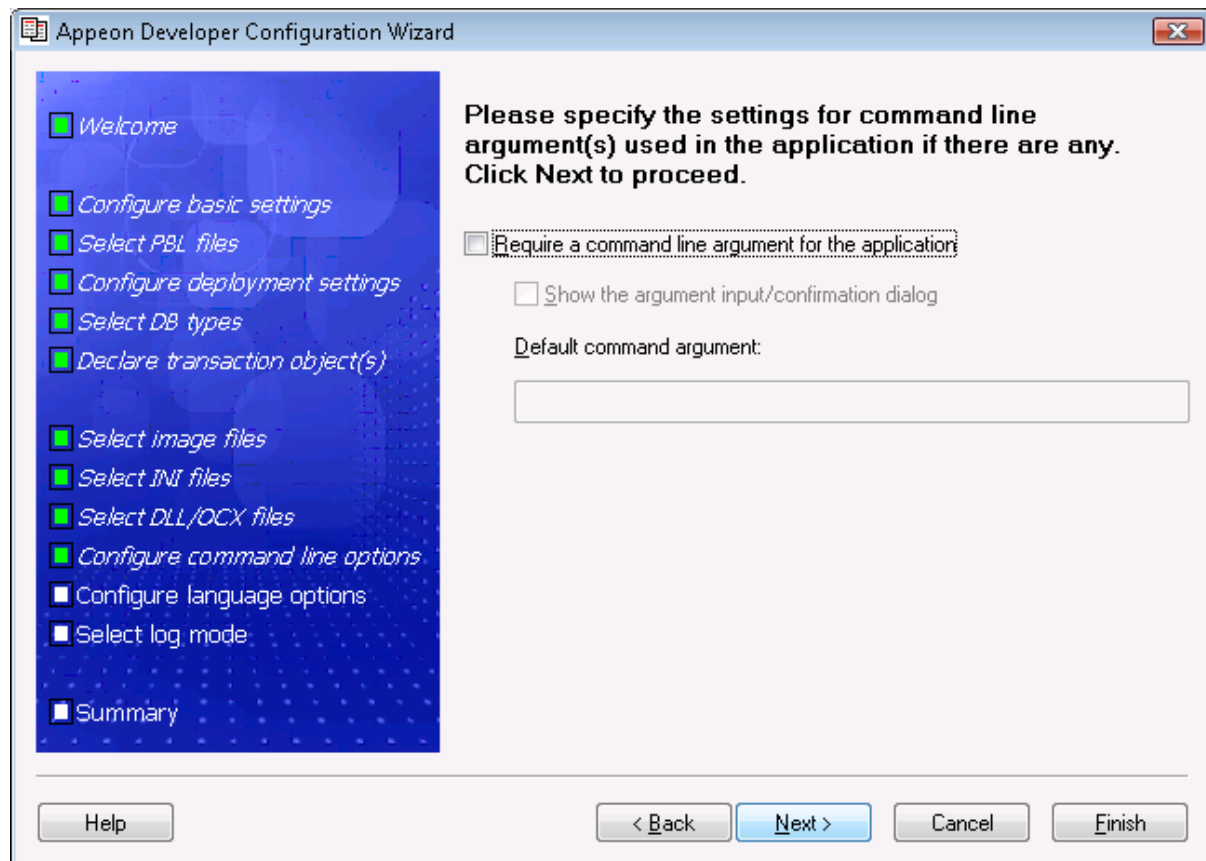 Appeon Developer Configuration Wizard
Welcome
Configure basic settings
Select PBL files
Configure deployment settings
Select DB types
Declare transaction object(s)
Select image files
Select INI files
Select DLL/OCX files
Configure command line options
Configure language options
Select log mode
Summary
Please specify the settings for command line
argument(s) used in the application if there are any.
Click Next to proceed.
Require a command line argument for the application
Show the argument input/confirmation dialog
Default command argument:
Help
< Back
Next >
Cancel
Finish